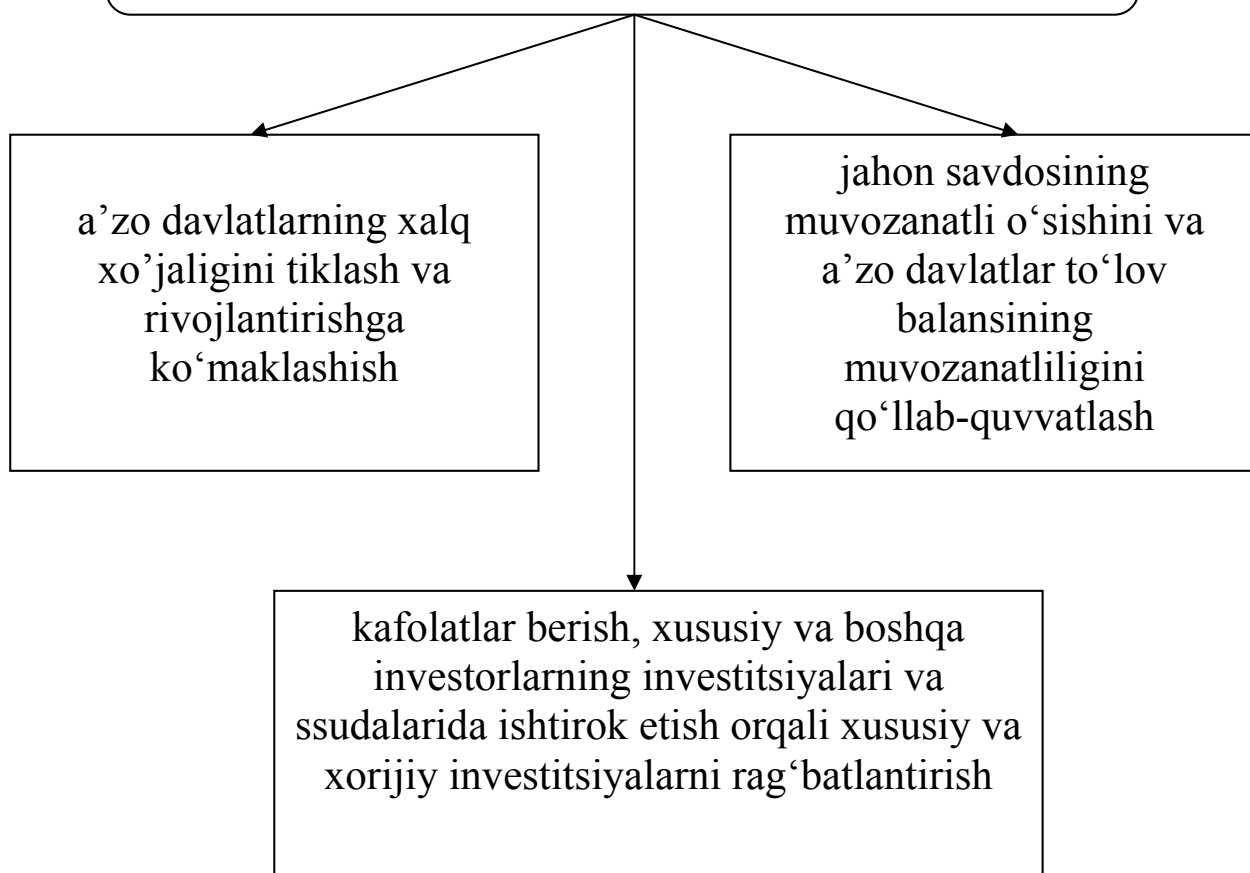 a’zo davlatlarning xalq
xo’jaligini tiklash va
rivojlantirishga
ko‘maklashish
jahon savdosining
muvozanatli o‘sishini va
a’zo davlatlar to‘lov
balansining
muvozanatliligini
qo‘llab-quvvatlash
kafolatlar berish, xususiy va boshqa
investorlarning investitsiyalari va
ssudalarida ishtirok etish orqali xususiy va
xorijiy investitsiyalarni rag‘batlantirish